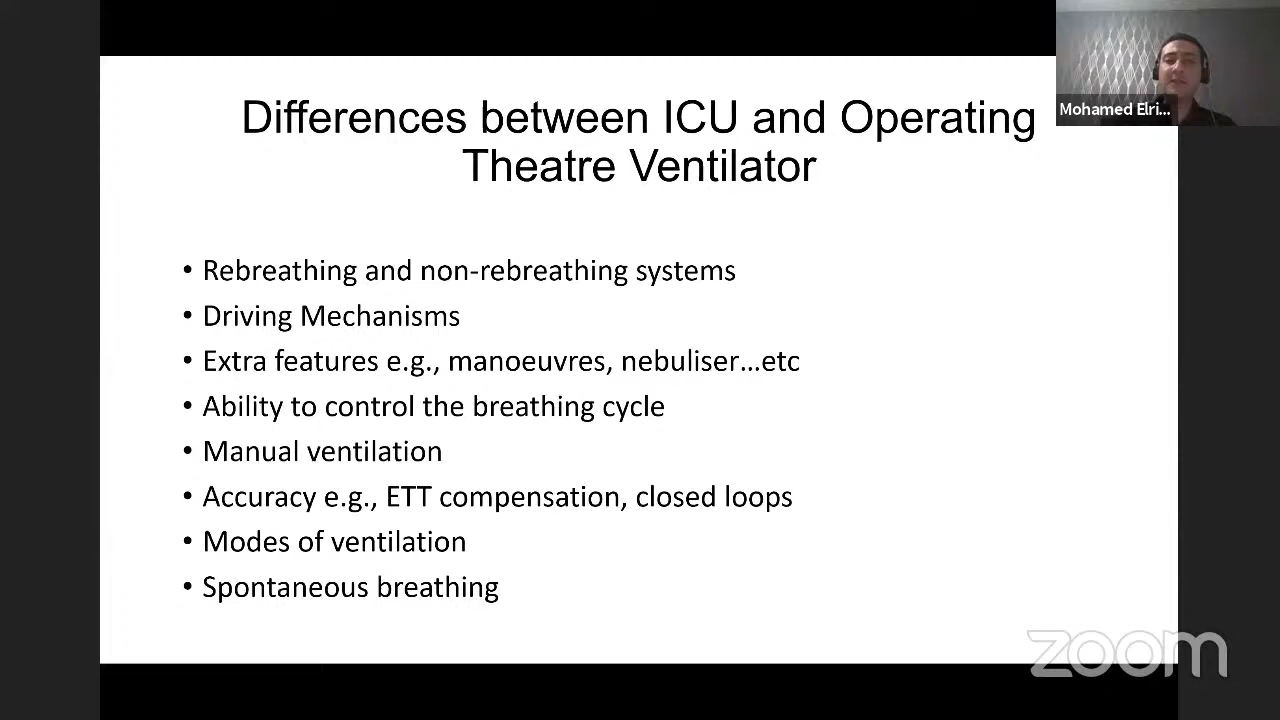 Differences between ICU and Operating
Theatre Ventilator
• Rebreathing and non-rebreathing systems
• Driving Mechanisms
• Extra features e.g., manoeuvres, nebuliser...etc
• Ability to control the breathing cycle
• Manual ventilation
• Accuracy e.g., ETT compensation, closed loops
• Modes of ventilation
• Spontaneous breathing
Mohamed Elri...
zoom